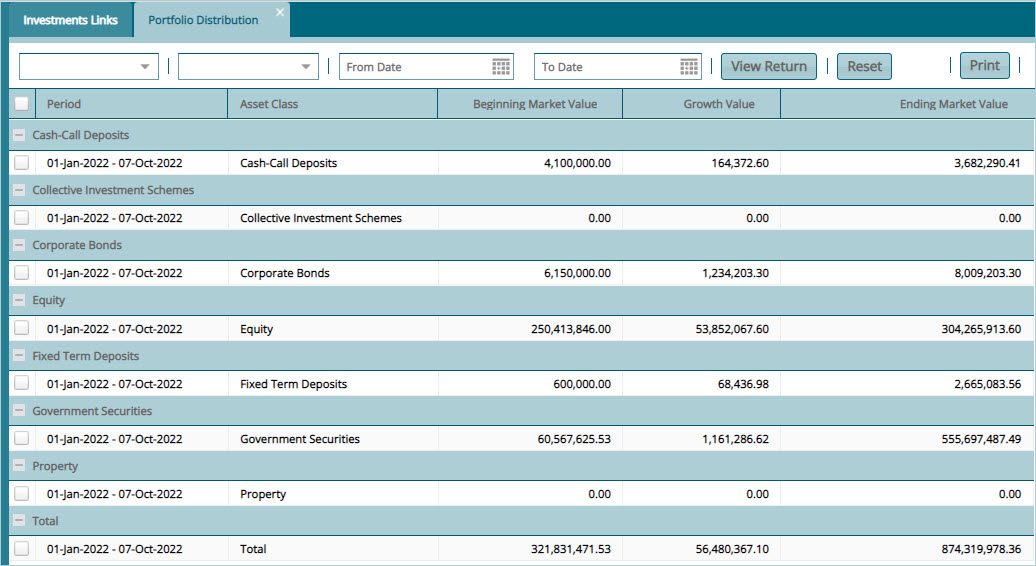 Investments Links Portfolio Distribution
From Date To Date View Return Reset Print
Period Asset Class Beginning Market Value Growth Value Ending Market Value
Cash-Call Deposits
01-Jan-2022 - 07-Oct-2022 Cash-Call Deposits 4,100,000.00 164,372.60 3,682,290.41
Collective Investment Schemes
01-Jan-2022 - 07-Oct-2022 Collective Investment Schemes 0.00 0.00 0.00
Corporate Bonds
01-Jan-2022 - 07-Oct-2022 Corporate Bonds 6,150,000.00 1,234,203.30 8,009,203.30
Equity
01-Jan-2022 - 07-Oct-2022 Equity 250,413,846.00 53,852,067.60 304,265,913.60
Fixed Term Deposits
01-Jan-2022 - 07-Oct-2022 Fixed Term Deposits 600,000.00 68,436.98 2,665,083.56
Government Securities
01-Jan-2022 - 07-Oct-2022 Government Securities 60,567,625.53 1,161,286.62 555,697,487.49
Property
01-Jan-2022 - 07-Oct-2022 Property 0.00 0.00 0.00
Total
01-Jan-2022 - 07-Oct-2022 Total 321,831,471.53 56,480,367.10 874,319,978.36